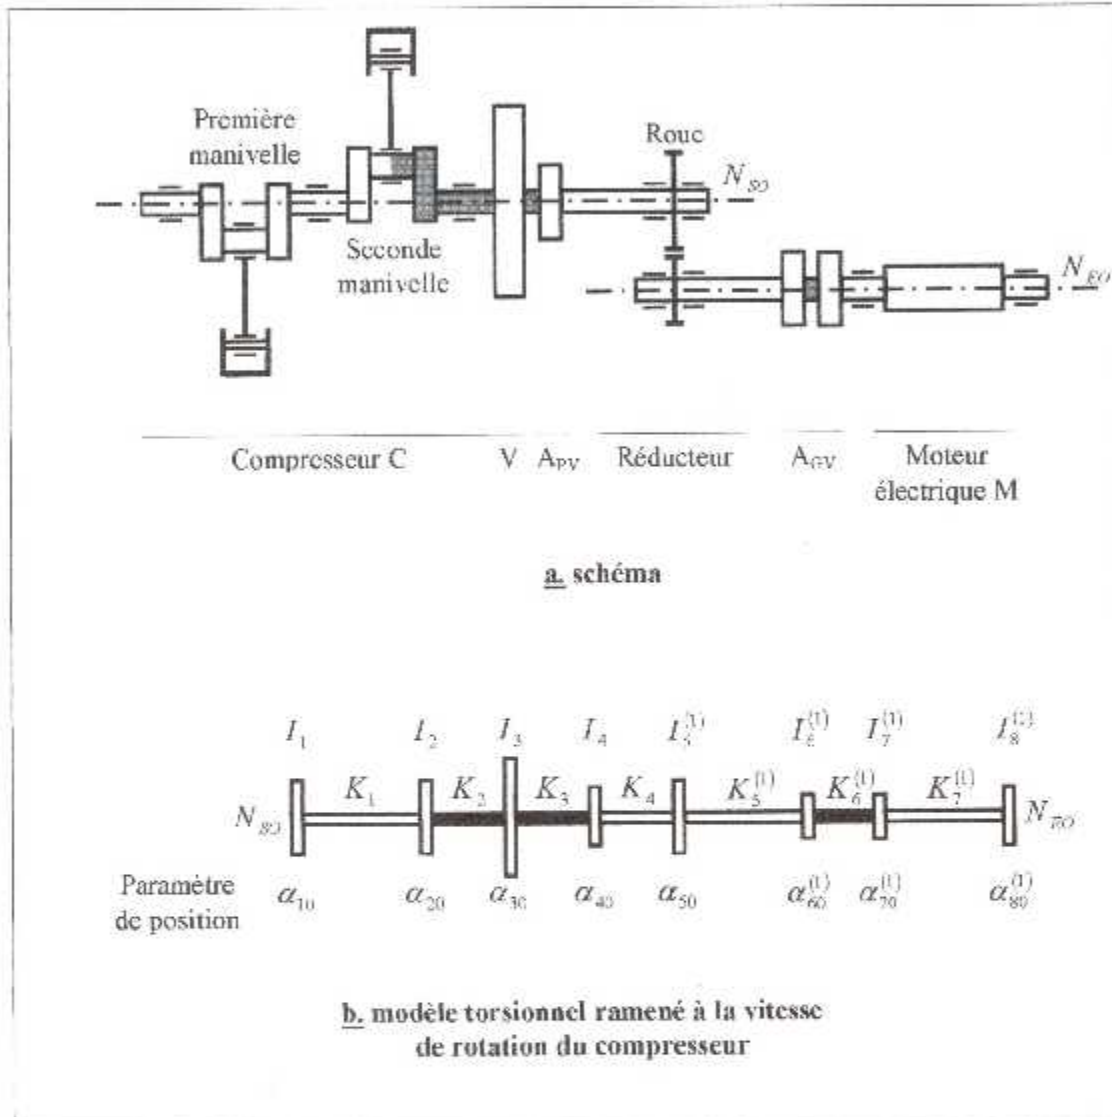 Première
manivelle
Roue
N_{SO}
Seconde
manivelle
N_{EO}
Compresseur C V A_{PV} Réducteur A_{GV} Moteur
électrique M
a. schéma
I_1 I_2 I_3 I_4 I_5^{(1)} I_6^{(1)} I_7^{(1)} I_8^{(1)}
K_1 K_2 K_3 K_4 K_5^{(1)} K_6^{(1)} K_7^{(1)}
N_{SO} N_{EO}
Paramètre
de position
α_{10} α_{20} α_{30} α_{40} α_{50} α_{60}^{(1)} α_{70}^{(1)} α_{80}^{(1)}
b. modèle torsionnel ramené à la vitesse
de rotation du compresseur